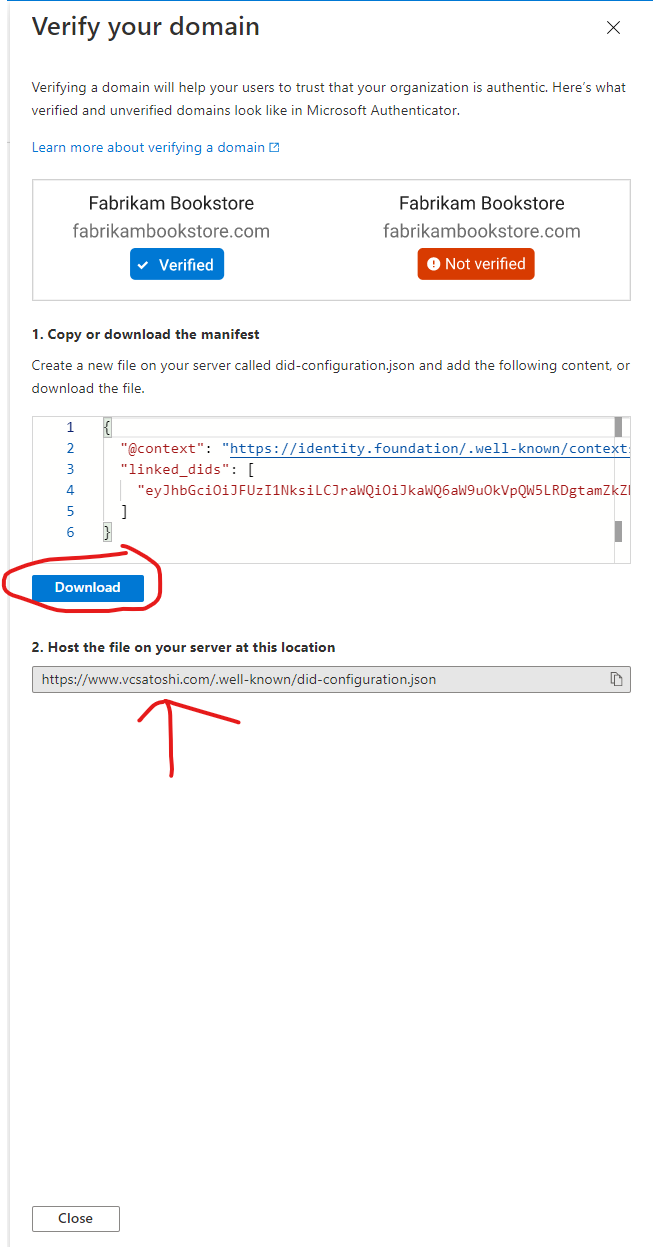 Verify your domain
Verifying a domain will help your users to trust that your organization is authentic. Here's what
verified and unverified domains look like in Microsoft Authenticator.
Learn more about verifying a domain
Fabrikam Bookstore
fabrikambookstore.com
Verified
Fabrikam Bookstore
fabrikambookstore.com
Not verified
1. Copy or download the manifest
Create a new file on your server called did-configuration.json and add the following content, or
download the file.
1 {
2 "@context": "https://identity.foundation/.well-known/contexts
3 "linked_dids": [
4 "eyJhbGciOiJFUzI1NksiLCJraWQiOiJkaWQ6aW9uOkVpQW5LRDgtamZkZ
5 ]
6 }
Download
2. Host the file on your server at this location
https://www.vcsatoshi.com/.well-known/did-configuration.json
Close